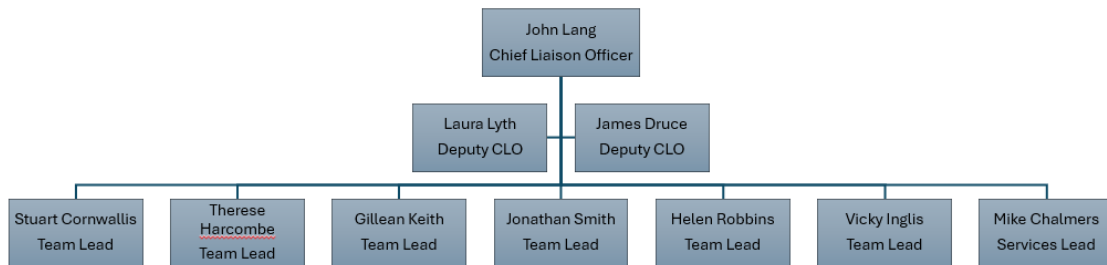 John Lang
Chief Liaison Officer
Laura Lyth
Deputy CLO
James Druce
Deputy CLO
Stuart Cornwallis
Team Lead
Therese
Harcombe
Team Lead
Gillean Keith
Team Lead
Jonathan Smith
Team Lead
Helen Robbins
Team Lead
Vicky Inglis
Team Lead
Mike Chalmers
Services Lead